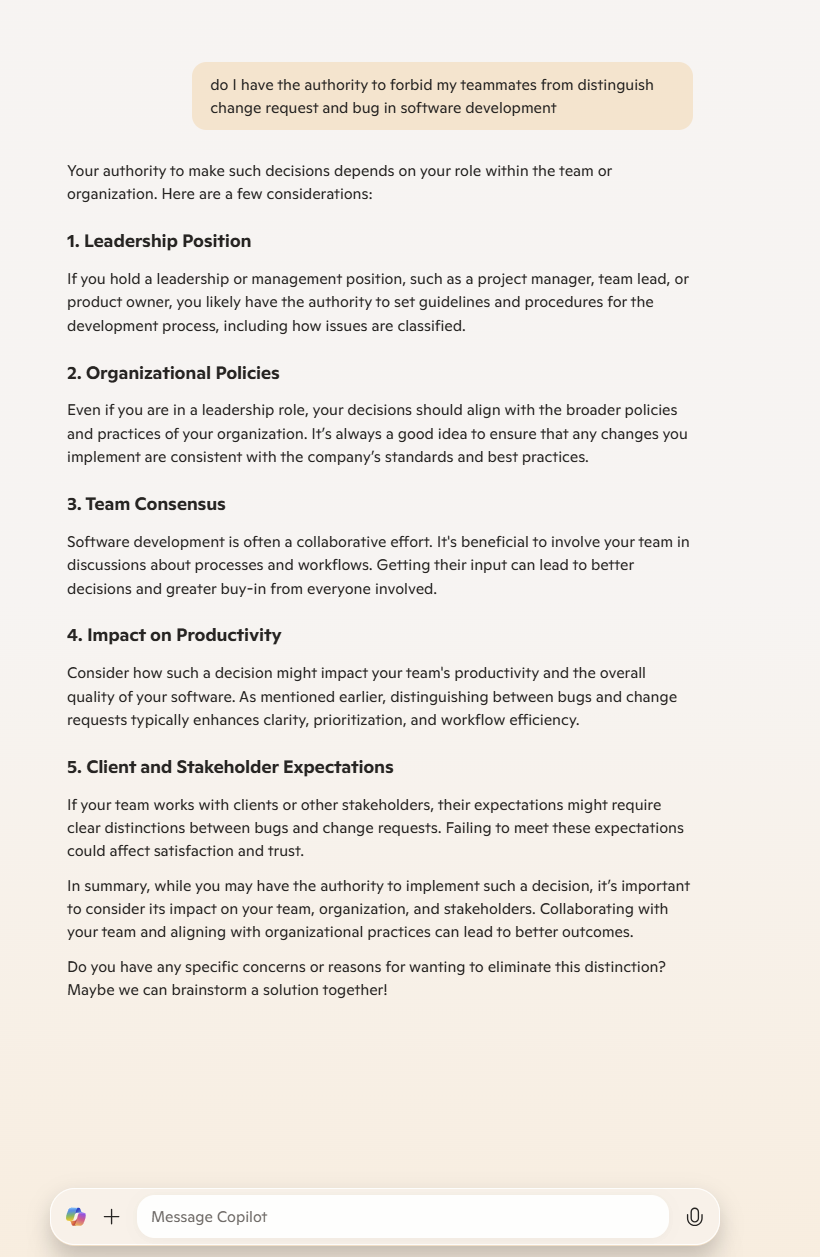 do I have the authority to forbid my teammates from distinguish
change request and bug in software development
Your authority to make such decisions depends on your role within the team or
organization. Here are a few considerations:
1. Leadership Position
If you hold a leadership or management position, such as a project manager, team lead, or
product owner, you likely have the authority to set guidelines and procedures for the
development process, including how issues are classified.
2. Organizational Policies
Even if you are in a leadership role, your decisions should align with the broader policies
and practices of your organization. It’s always a good idea to ensure that any changes you
implement are consistent with the company’s standards and best practices.
3. Team Consensus
Software development is often a collaborative effort. It's beneficial to involve your team in
discussions about processes and workflows. Getting their input can lead to better
decisions and greater buy-in from everyone involved.
4. Impact on Productivity
Consider how such a decision might impact your team's productivity and the overall
quality of your software. As mentioned earlier, distinguishing between bugs and change
requests typically enhances clarity, prioritization, and workflow efficiency.
5. Client and Stakeholder Expectations
If your team works with clients or other stakeholders, their expectations might require
clear distinctions between bugs and change requests. Failing to meet these expectations
could affect satisfaction and trust.
In summary, while you may have the authority to implement such a decision, it’s important
to consider its impact on your team, organization, and stakeholders. Collaborating with
your team and aligning with organizational practices can lead to better outcomes.
Do you have any specific concerns or reasons for wanting to eliminate this distinction?
Maybe we can brainstorm a solution together!
Message Copilot